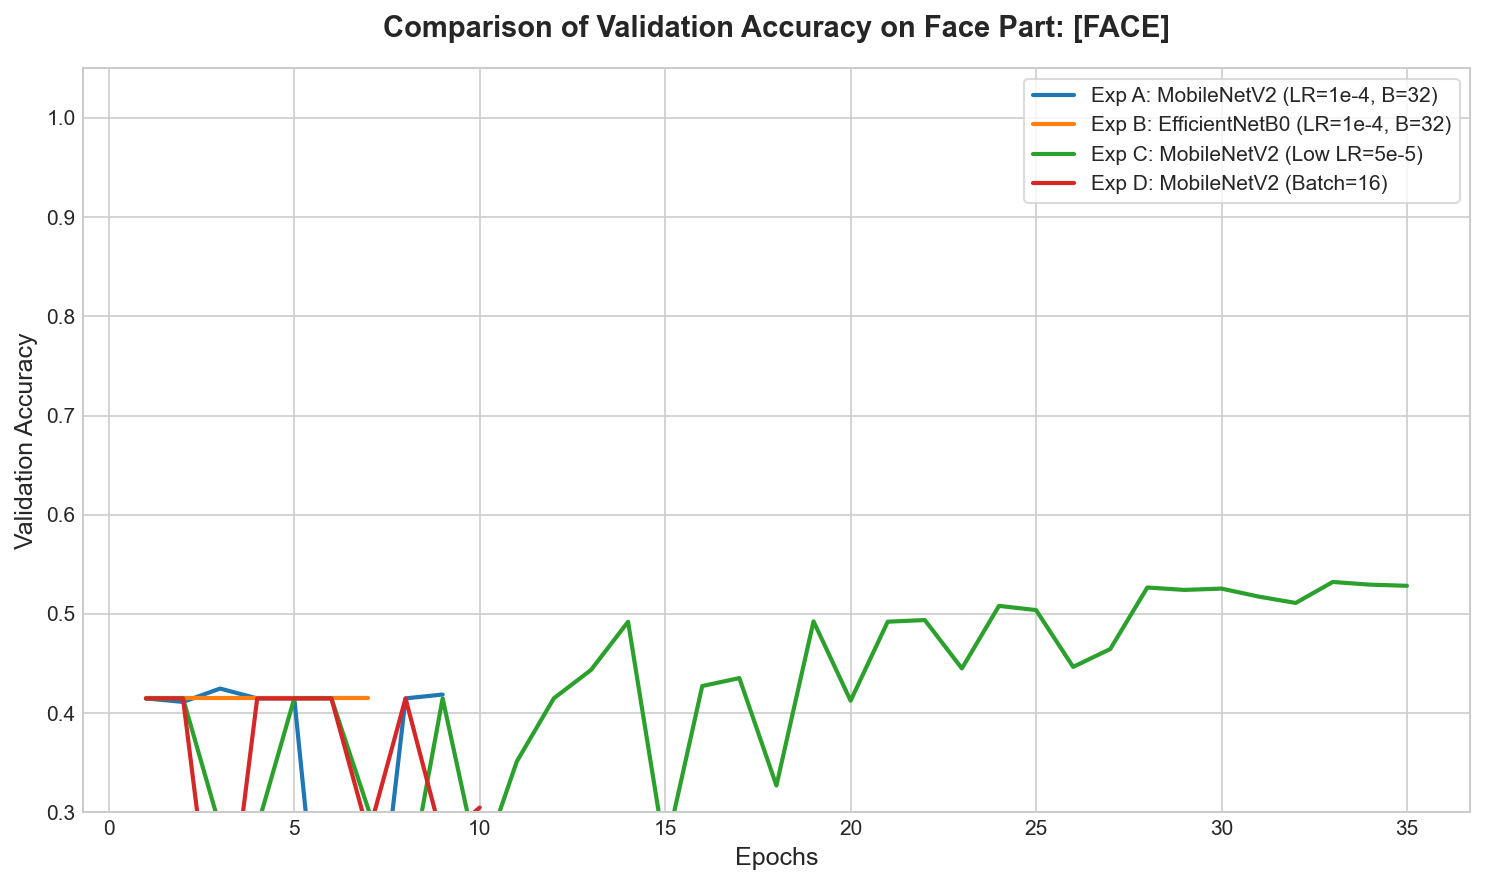 Comparison of Validation Accuracy on Face Part: [FACE]
Exp A: MobileNetV2 (LR=1e-4, B=32)
Exp B: EfficientNetB0 (LR=1e-4, B=32)
Exp C: MobileNetV2 (Low LR=5e-5)
Exp D: MobileNetV2 (Batch=16)
Validation Accuracy
1.0
0.9
0.8
0.7
0.6
0.5
0.4
0.3
0 5 10 15 20 25 30 35
Epochs